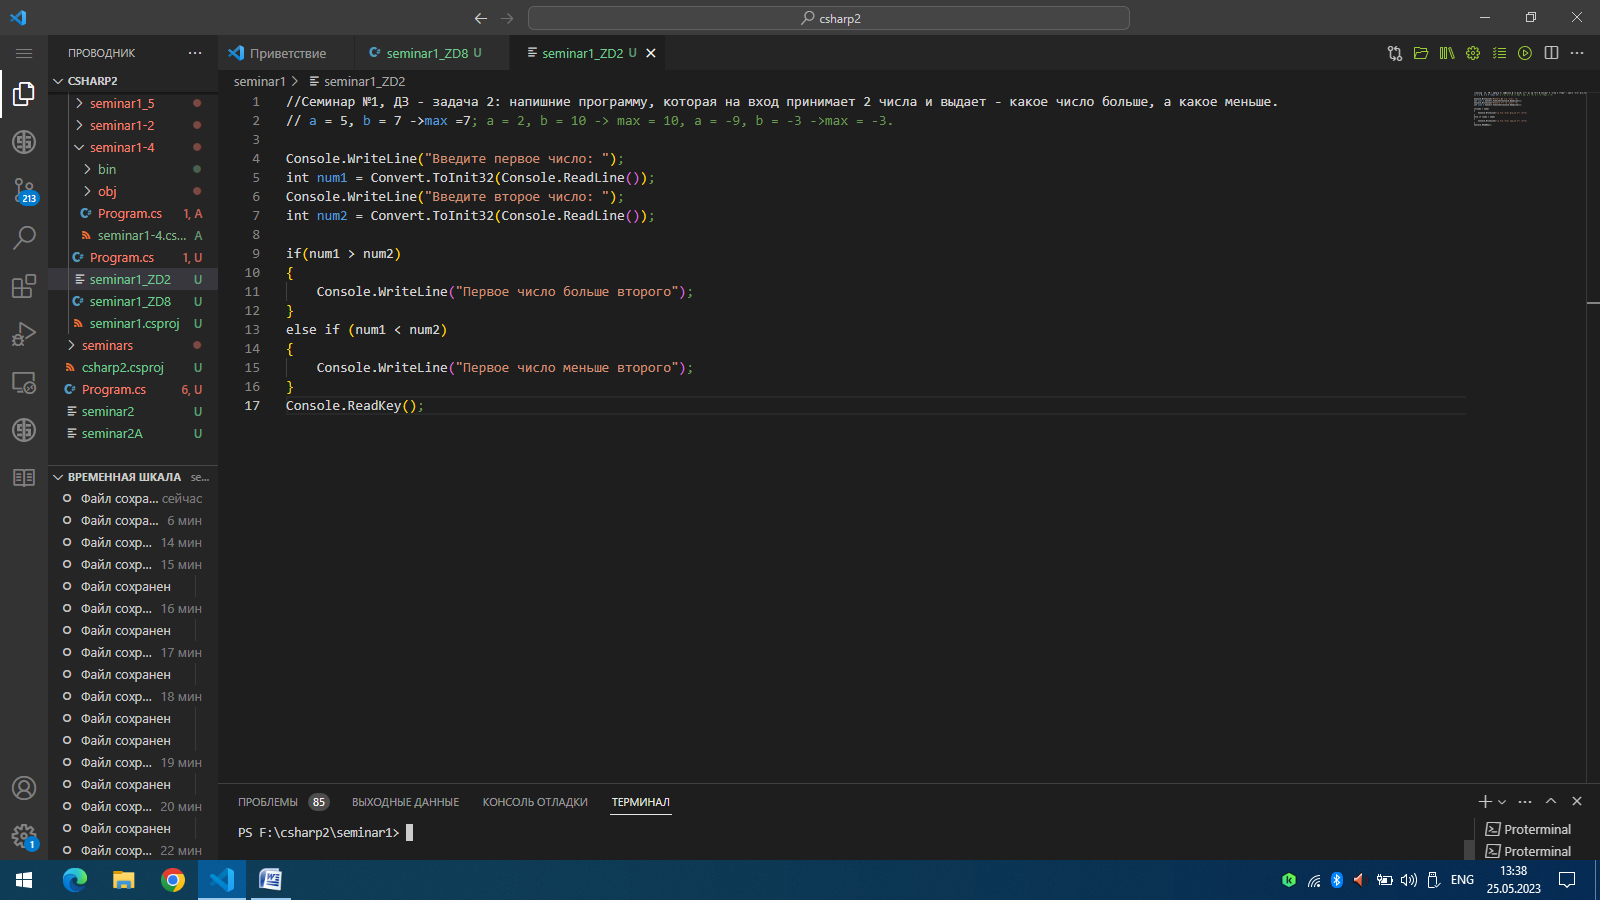 csharp2
ПРОВОДНИК
Приветствие
seminar1_ZD8 U
seminar1_ZD2 U
CSHARP2
seminar1_5
seminar1-2
seminar1-4
bin
obj
Program.cs 1, A
seminar1-4.cs... A
Program.cs 1, U
seminar1_ZD2 U
seminar1_ZD8 U
seminar1.csproj U
seminars
csharp2.csproj U
Program.cs 6, U
seminar2 U
seminar2A U
213
ВРЕМЕННАЯ ШКАЛА se...
Файл сохра... сейчас
Файл сохра... 6 мин
Файл сохр... 14 мин
Файл сохр... 15 мин
Файл сохранен
Файл сохр... 16 мин
Файл сохранен
Файл сохр... 17 мин
Файл сохранен
Файл сохр... 18 мин
Файл сохранен
Файл сохранен
Файл сохр... 19 мин
Файл сохранен
Файл сохр... 20 мин
Файл сохранен
Файл сохр... 22 мин
1
seminar1 > seminar1_ZD2
1 //Семинар №1, ДЗ - задача 2: напишние программу, которая на вход принимает 2 числа и выдает - какое число больше, а какое меньше.
2 // a = 5, b = 7 ->max =7; a = 2, b = 10 -> max = 10, a = -9, b = -3 ->max = -3.
3
4 Console.WriteLine("Введите первое число: ");
5 int num1 = Convert.ToInit32(Console.ReadLine());
6 Console.WriteLine("Введите второе число: ");
7 int num2 = Convert.ToInit32(Console.ReadLine());
8
9 if(num1 > num2)
10 {
11 Console.WriteLine("Первое число больше второго");
12 }
13 else if (num1 < num2)
14 {
15 Console.WriteLine("Первое число меньше второго");
16 }
17 Console.ReadKey();
ПРОБЛЕМЫ 85 ВЫХОДНЫЕ ДАННЫЕ КОНСОЛЬ ОТЛАДКИ ТЕРМИНАЛ
PS F:\csharp2\seminar1>
Proterminal
Proterminal
ENG
13:38
25.05.2023